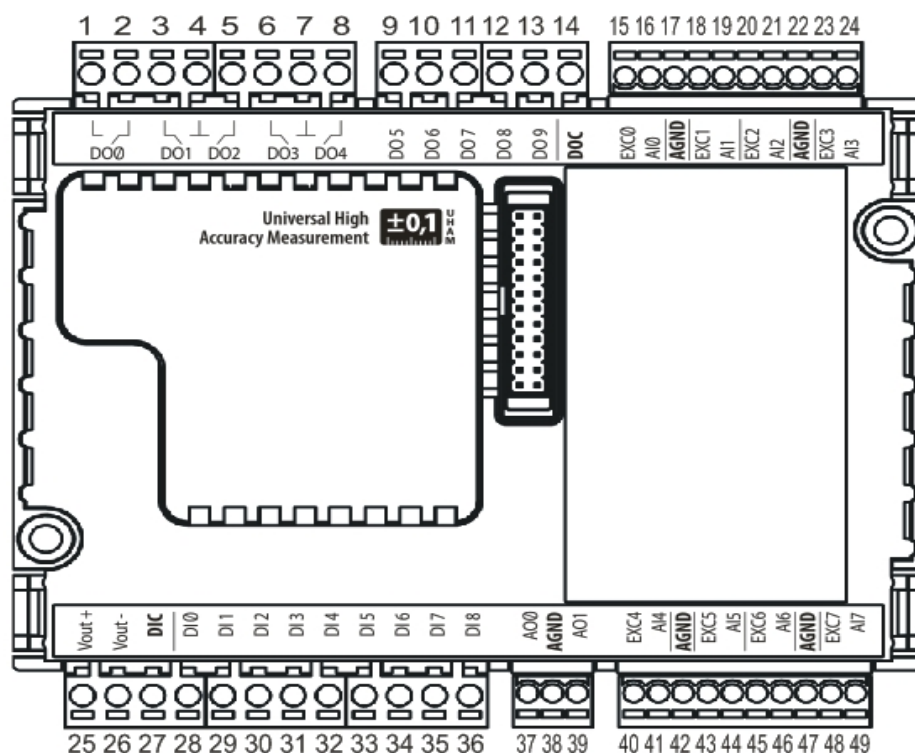 1 2 3 4 5 6 7 8 9 10 11 12 13 14 15 16 17 18 19 20 21 22 23 24
DO0 DO1 DO2 DO3 DO4 DO5 DO6 DO7 DO8 DO9 DOC EXC0 AI0 AGND EXC1 AI1 EXC2 AI2 AGND EXC3 AI3
Universal High
Accuracy Measurement
±0,1
UHAM
Vout+ Vout- DIC DI0 DI1 DI2 DI3 DI4 DI5 DI6 DI7 DI8 AO0 AGND AO1 EXC4 AI4 AGND EXC5 AI5 EXC6 AI6 AGND EXC7 AI7
25 26 27 28 29 30 31 32 33 34 35 36 37 38 39 40 41 42 43 44 45 46 47 48 49